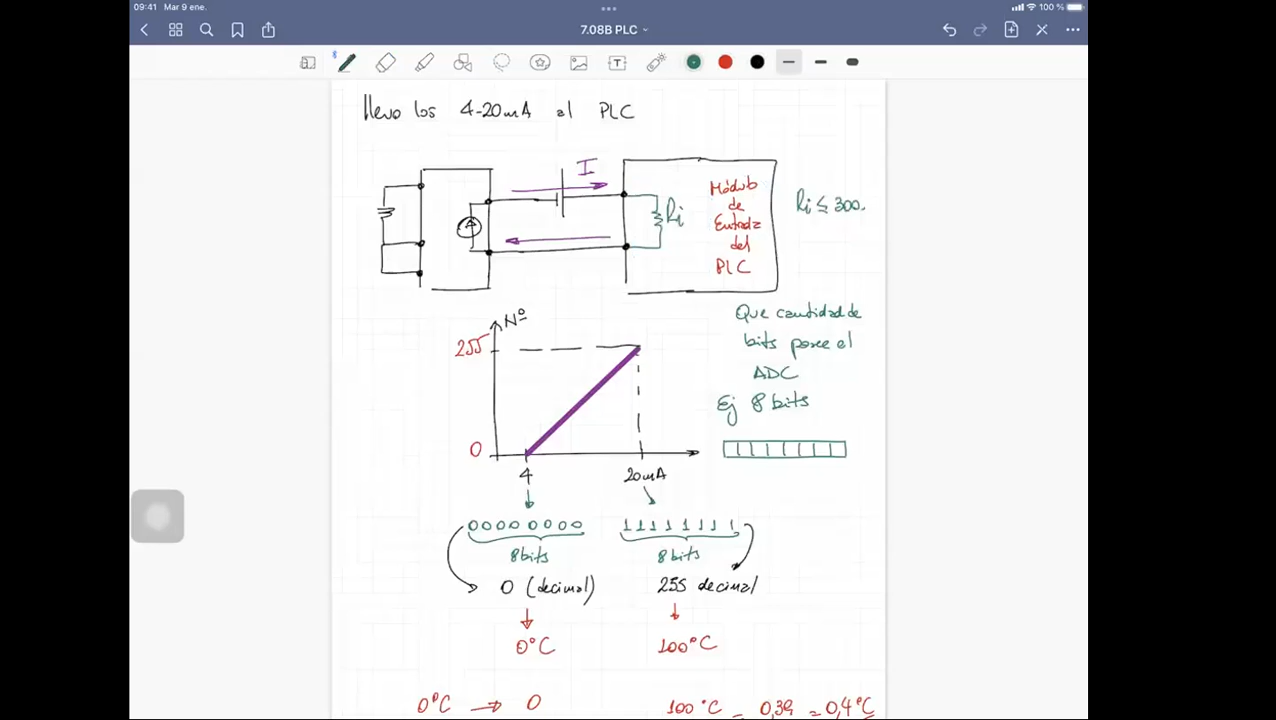 09:41 Mar 9 ene.
100 %
7.08B PLC
llevo los 4-20mA al PLC
I
Ri
Módulo
de
Entrada
del
PLC
Ri ≤ 300.
Nº
255
0
4
20mA
Que cantidad de
bits posee el
ADC
Ej 8 bits
00000000
11111111
8bits
8bits
0 (decimal)
255 decimal
0°C
100°C
0°C → 0
100°C = 0,39 = 0,4°C